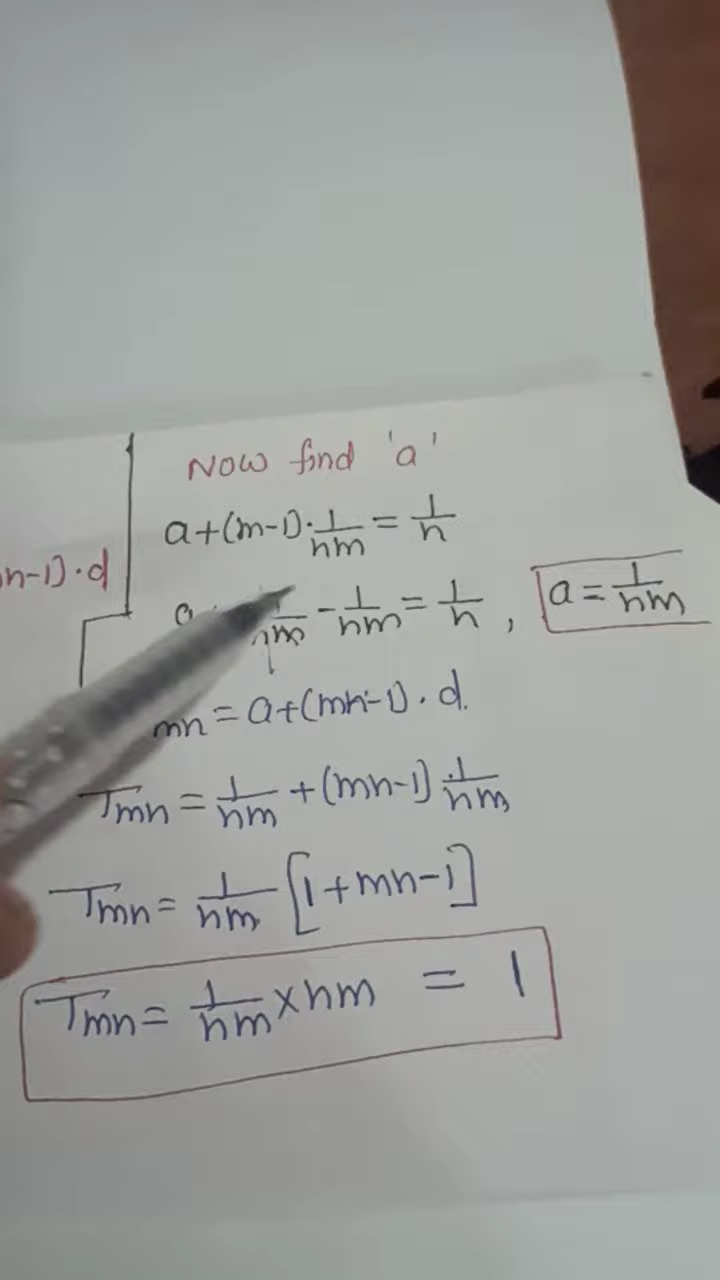 Now find 'a'
a+(m-1)·1/nm = 1/n
n-1)·d
- 1/nm = 1/n , a = 1/nm
mn = a+(mn-1)·d
Tmn = 1/nm + (mn-1) 1/nm
Tmn = 1/nm [1+mn-1]
Tmn = 1/nm x nm = 1